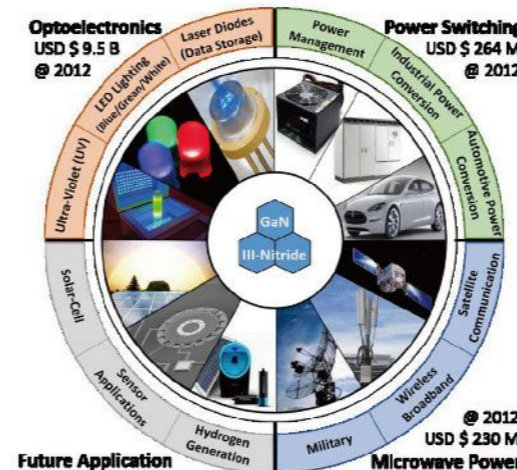 Optoelectronics
USD $ 9.5 B
@ 2012
Power Switching
USD $ 264 M
@ 2012
Laser Diodes
(Data Storage)
LED Lighting
(Blue/Green/White)
Ultra-Violet (UV)
Power
Management
Industrial Power
Conversion
Automotive Power
Conversion
GaN
III-Nitride
Solar-Cell
Sensor
Applications
Hydrogen
Generation
Satellite
Communication
Wireless
Broadband
Military
Future Application
@ 2012
USD $ 230 M
Microwave Power